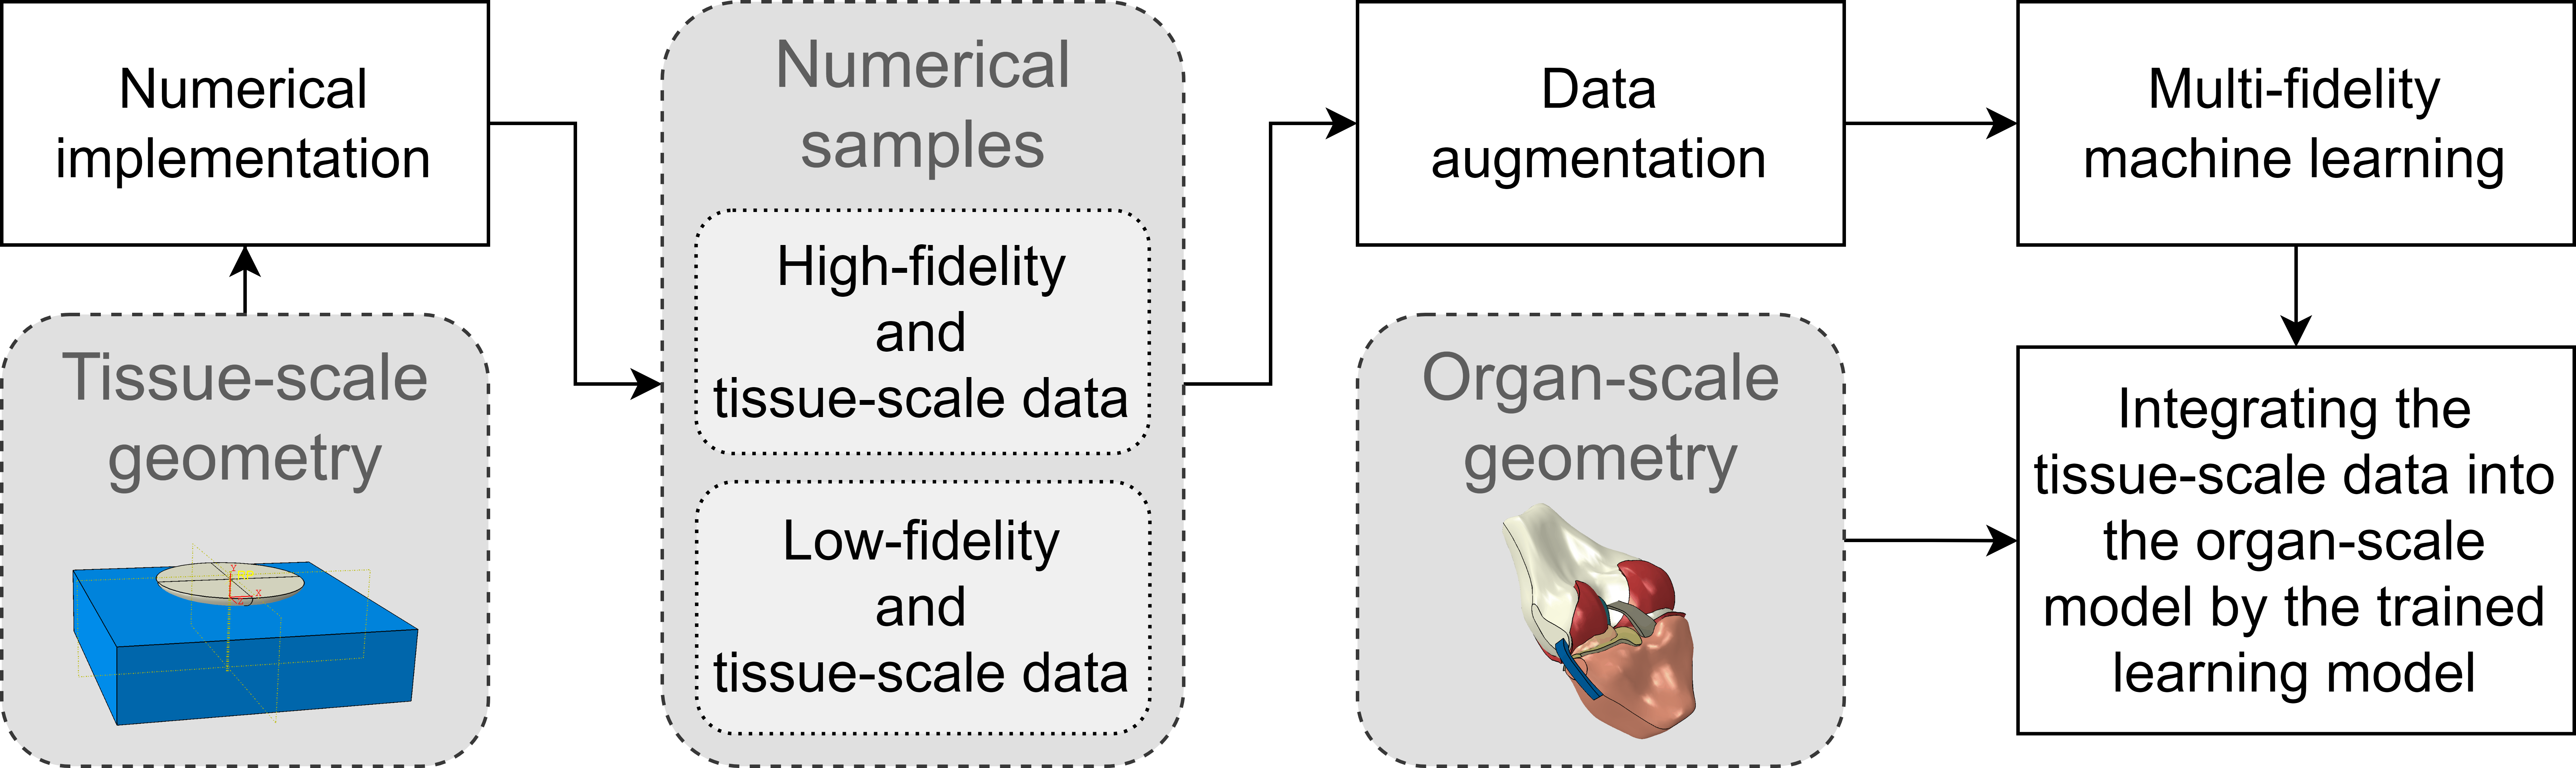 Numerical
implementation
Tissue-scale
geometry
y
RP
x
z
Numerical
samples
High-fidelity
and
tissue-scale data
Low-fidelity
and
tissue-scale data
Data
augmentation
Organ-scale
geometry
Multi-fidelity
machine learning
Integrating the
tissue-scale data into
the organ-scale
model by the trained
learning model